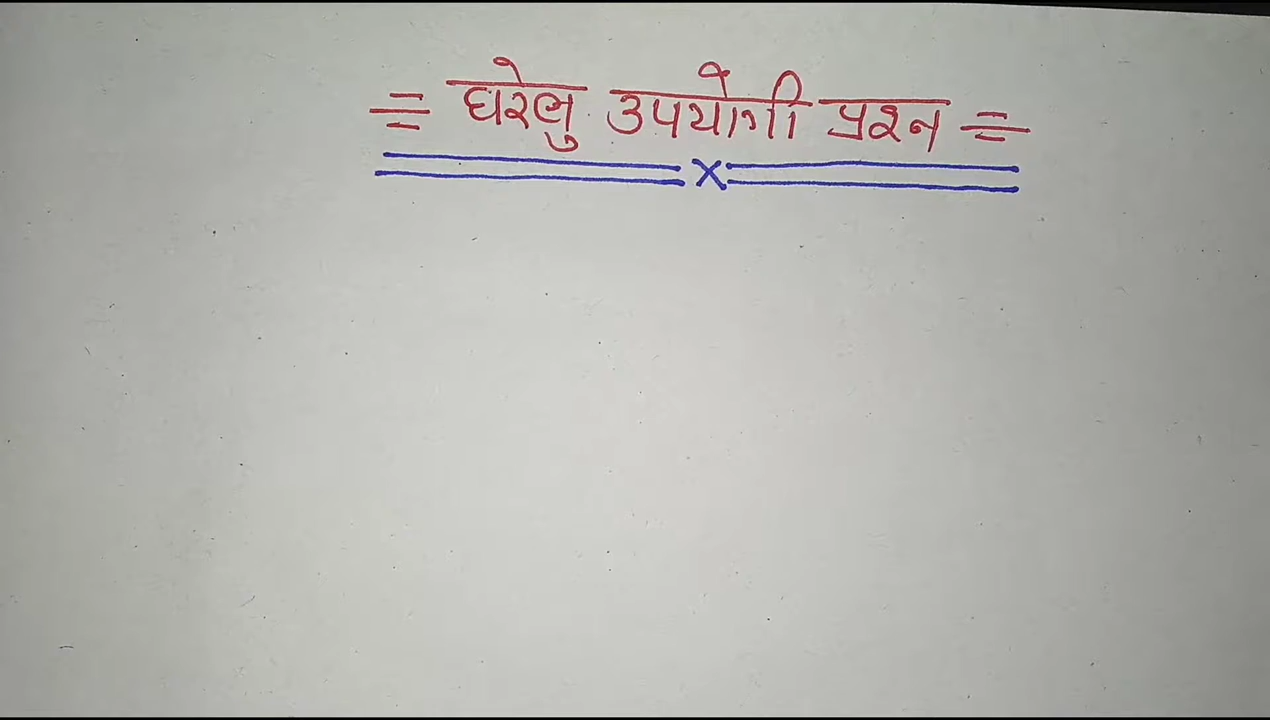 = घरेलु उपयोगी प्रश्न =